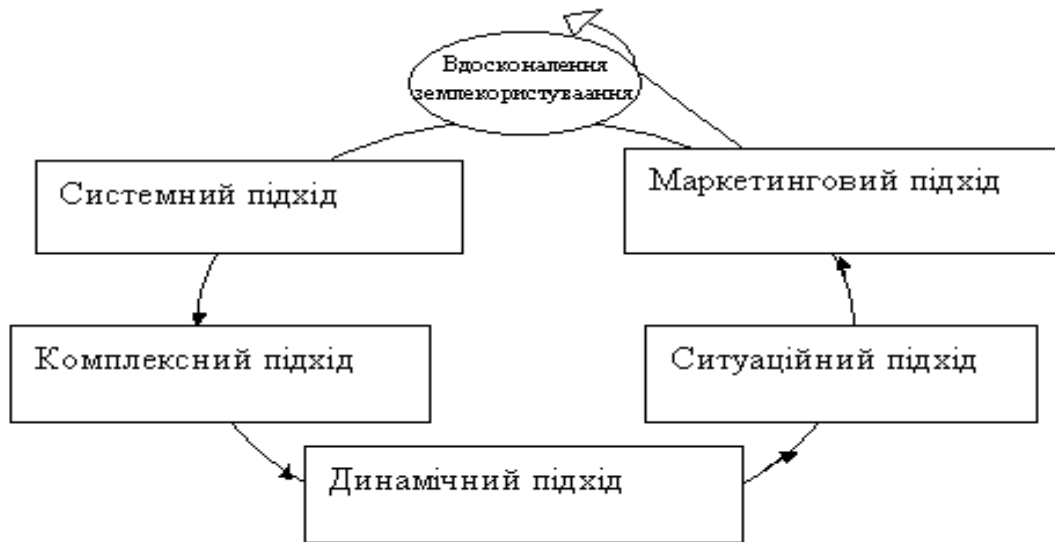 Вдосконалення
землекористуваання
Системний підхід
Маркетинговий підхід
Комплексний підхід
Ситуаційний підхід
Динамічний підхід